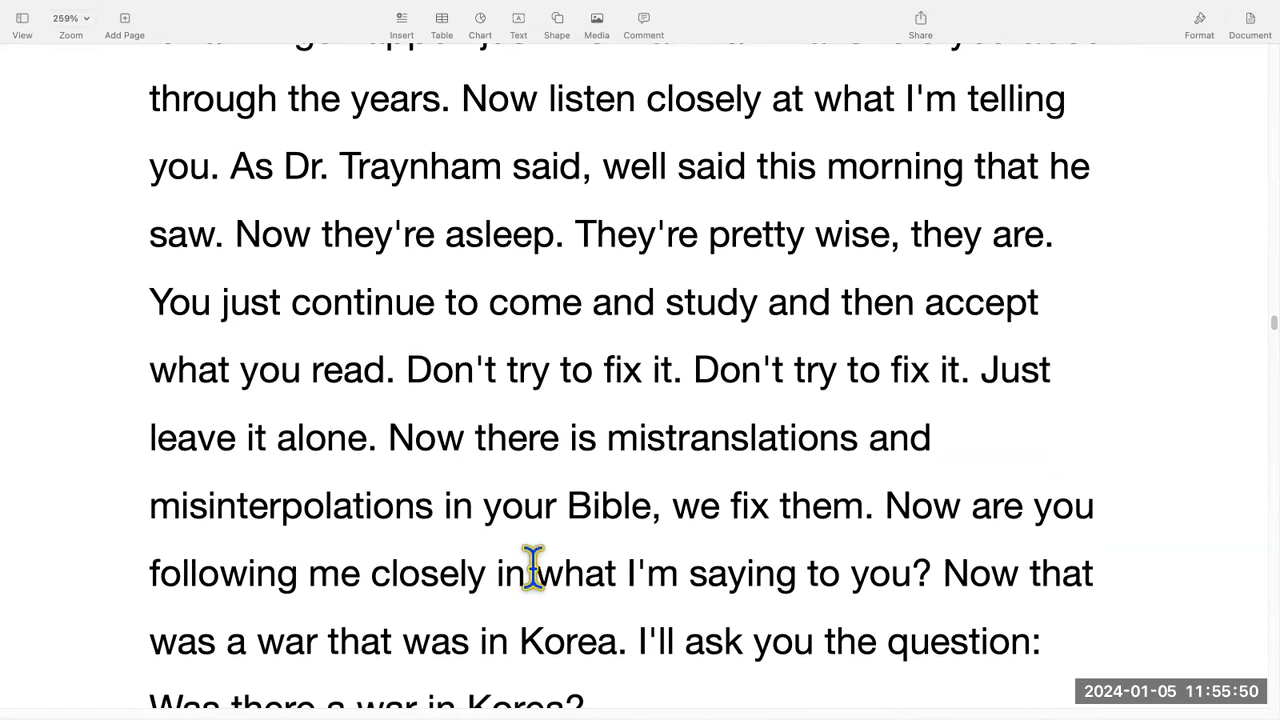 259%
View
Zoom
Add Page
Insert
Table
Chart
Text
Shape
Media
Comment
Share
Format
Document
through the years. Now listen closely at what I'm telling
you. As Dr. Traynham said, well said this morning that he
saw. Now they're asleep. They're pretty wise, they are.
You just continue to come and study and then accept
what you read. Don't try to fix it. Don't try to fix it. Just
leave it alone. Now there is mistranslations and
misinterpolations in your Bible, we fix them. Now are you
following me closely in what I'm saying to you? Now that
was a war that was in Korea. I'll ask you the question:
Was there a war in Korea?
2024-01-05 11:55:50